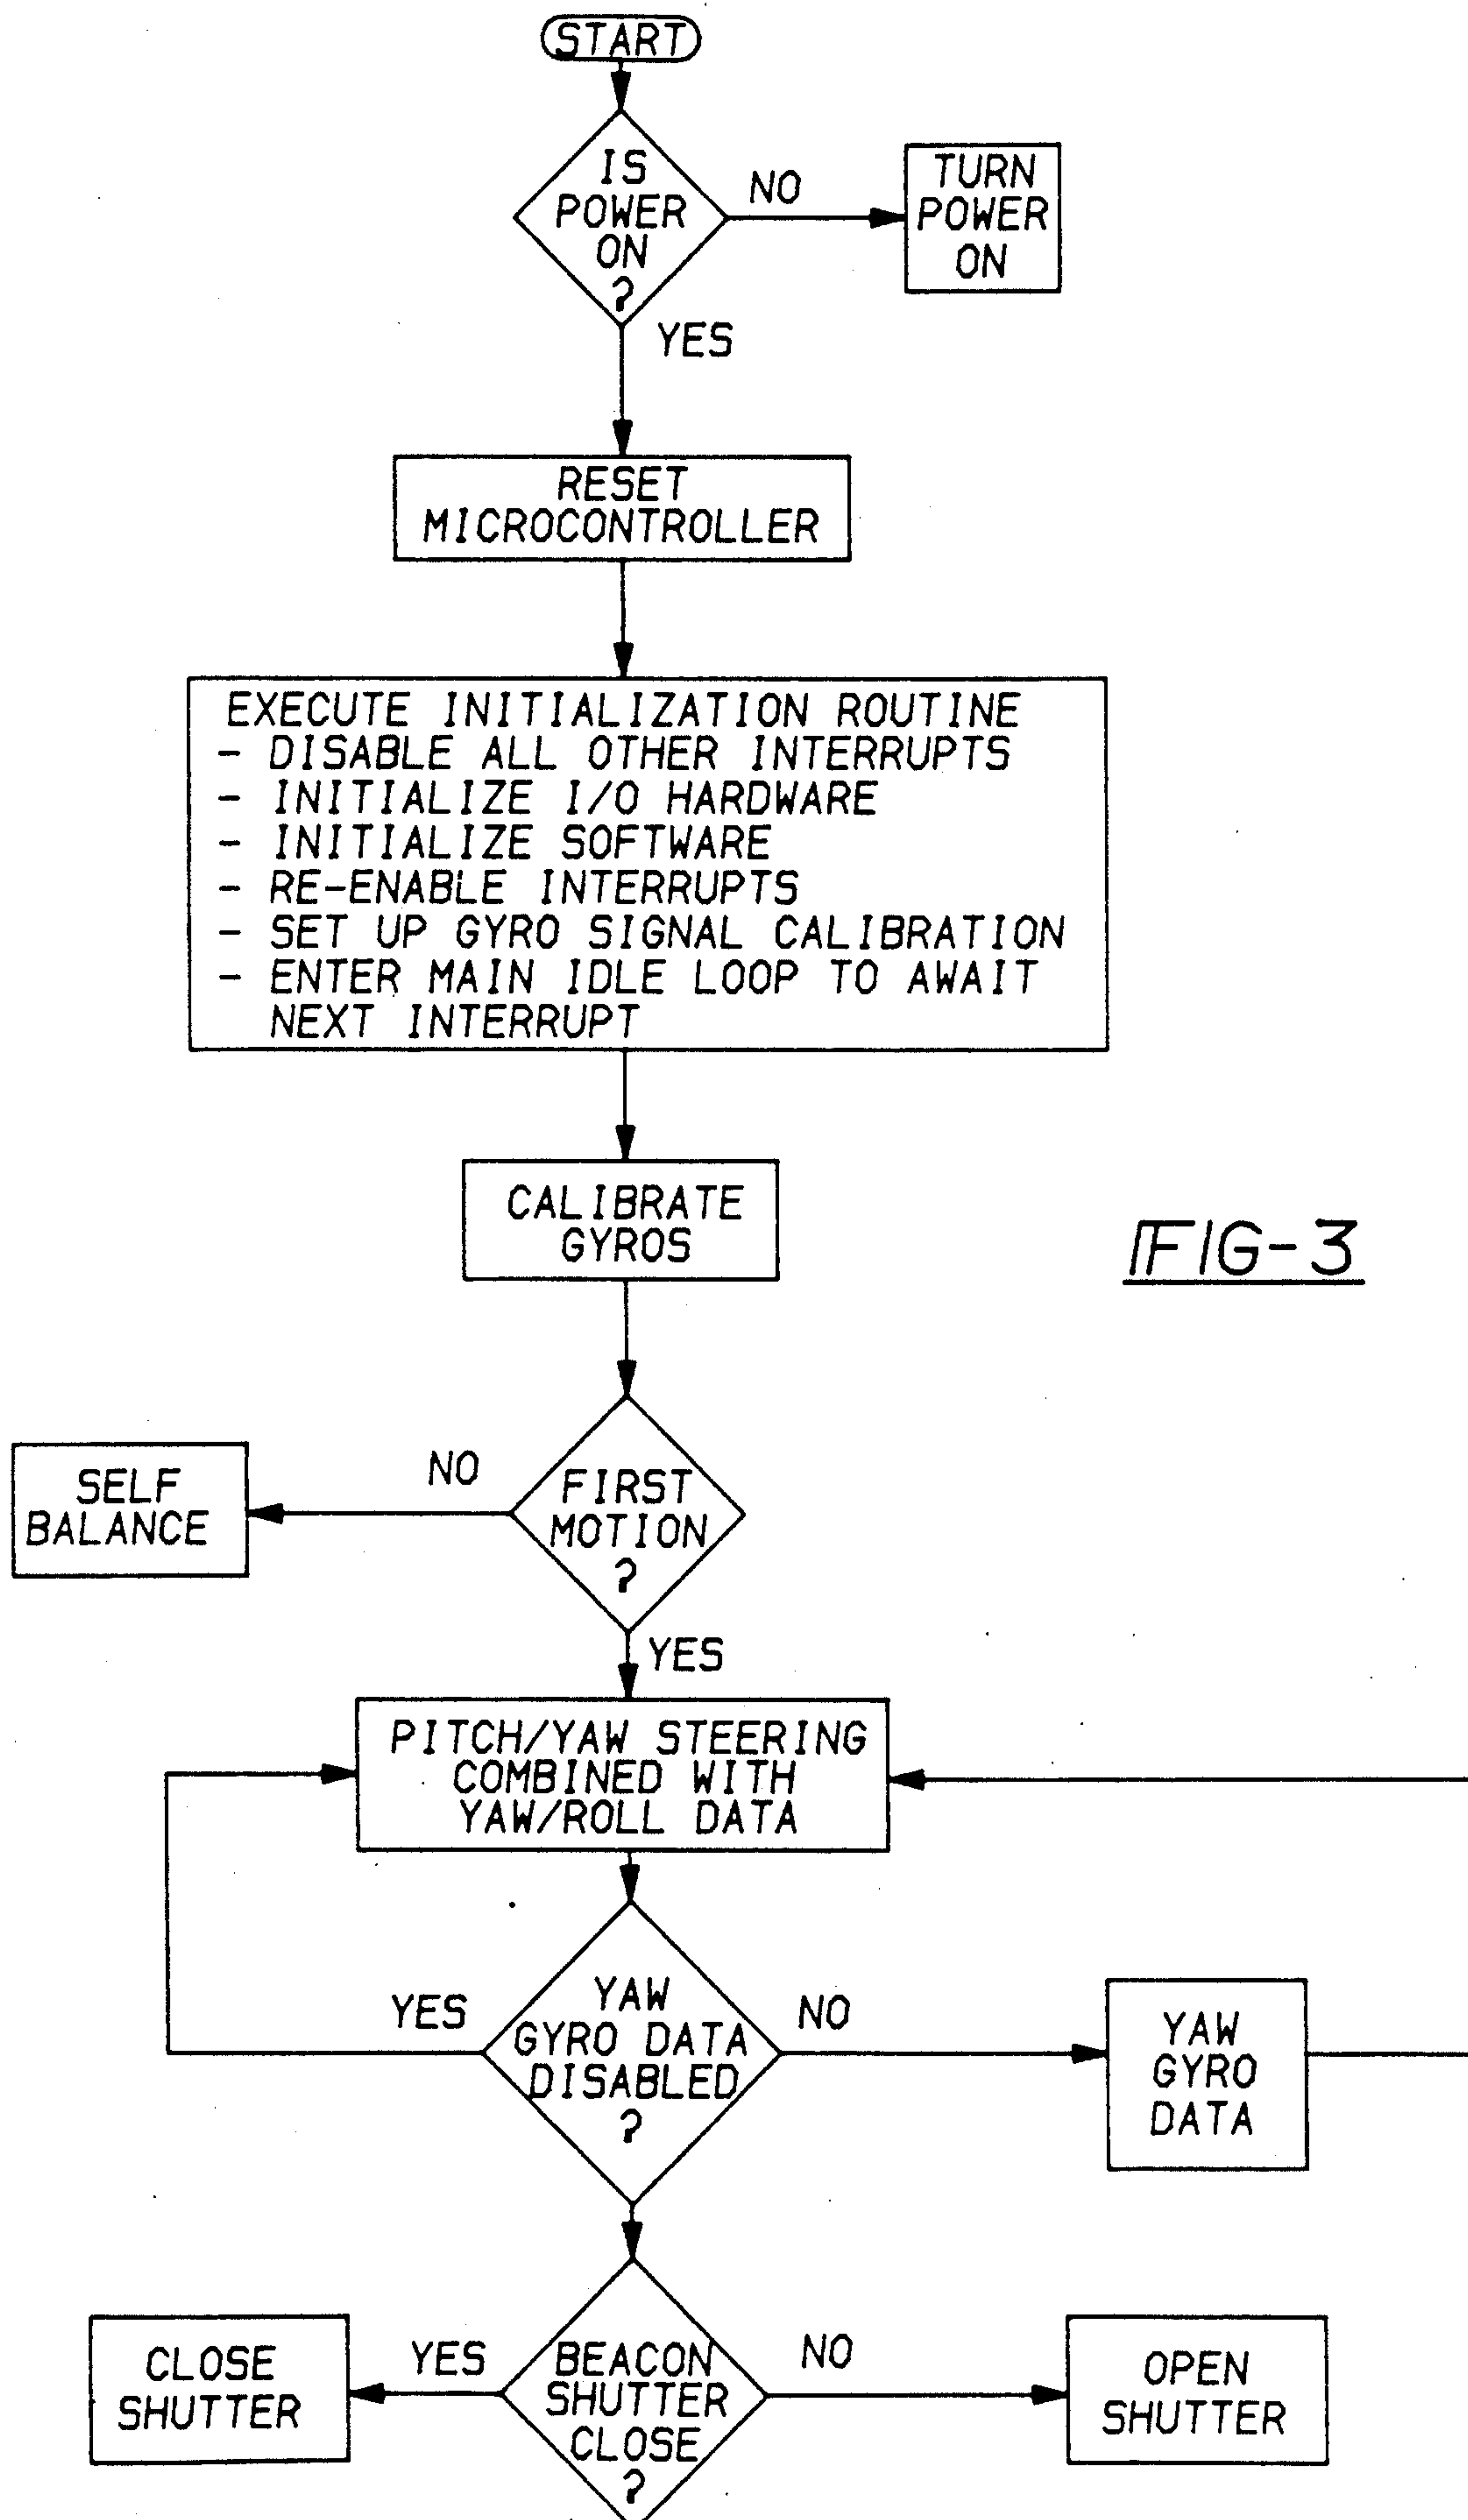 START
IS
POWER
ON
?
NO
TURN
POWER
ON
YES
RESET
MICROCONTROLLER
EXECUTE INITIALIZATION ROUTINE
- DISABLE ALL OTHER INTERRUPTS
- INITIALIZE I/O HARDWARE
- INITIALIZE SOFTWARE
- RE-ENABLE INTERRUPTS
- SET UP GYRO SIGNAL CALIBRATION
- ENTER MAIN IDLE LOOP TO AWAIT
NEXT INTERRUPT
CALIBRATE
GYROS
FIG-3
FIRST
MOTION
?
NO
SELF
BALANCE
YES
PITCH/YAW STEERING
COMBINED WITH
YAW/ROLL DATA
YAW
GYRO DATA
DISABLED
?
YES
NO
YAW
GYRO
DATA
BEACON
SHUTTER
CLOSE
?
YES
CLOSE
SHUTTER
NO
OPEN
SHUTTER